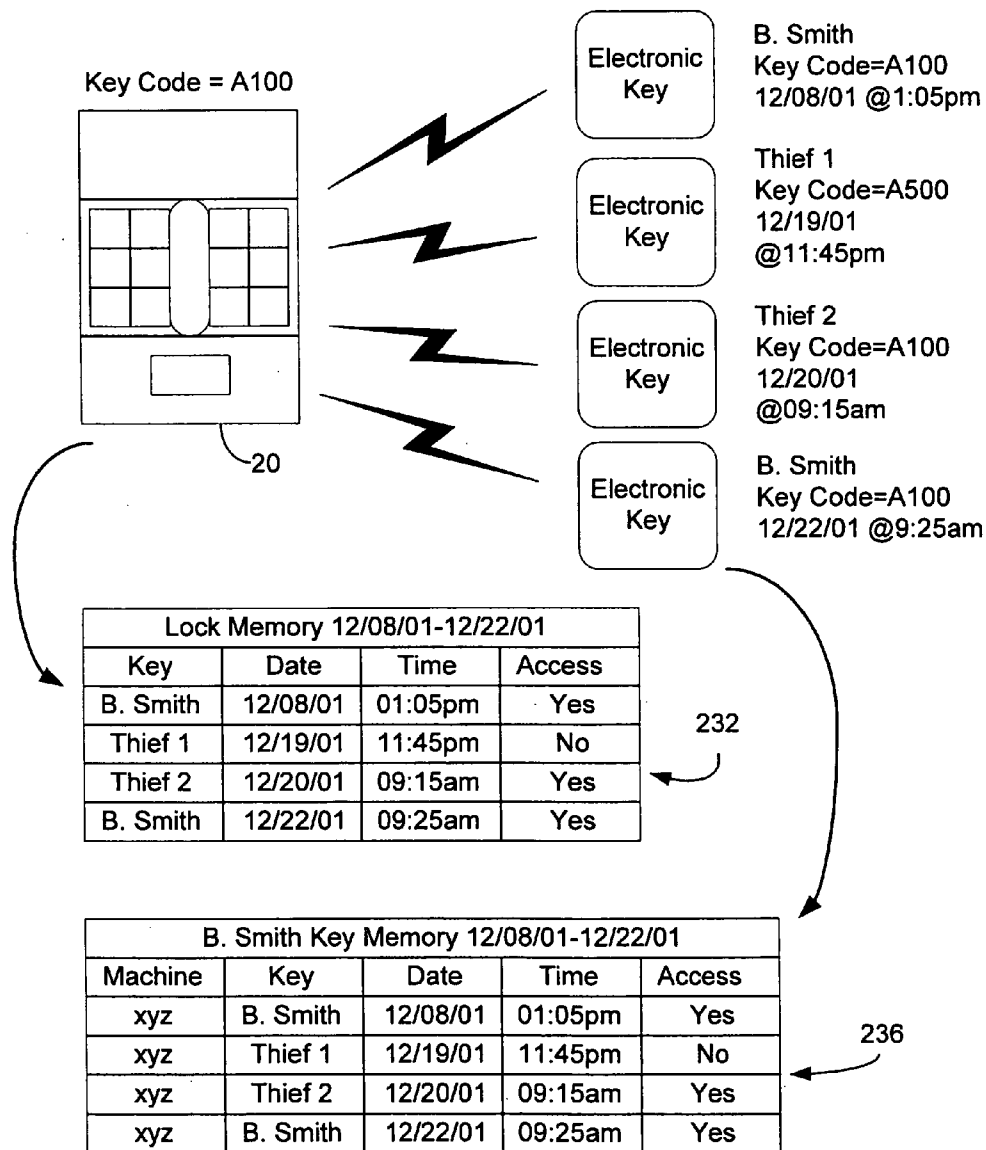 Key Code = A100
20
Electronic
Key
B. Smith
Key Code=A100
12/08/01 @1:05pm
Electronic
Key
Thief 1
Key Code=A500
12/19/01
@11:45pm
Electronic
Key
Thief 2
Key Code=A100
12/20/01
@09:15am
Electronic
Key
B. Smith
Key Code=A100
12/22/01 @9:25am
Lock Memory 12/08/01-12/22/01
Key Date Time Access
B. Smith 12/08/01 01:05pm Yes
Thief 1 12/19/01 11:45pm No
Thief 2 12/20/01 09:15am Yes
B. Smith 12/22/01 09:25am Yes
232
B. Smith Key Memory 12/08/01-12/22/01
Machine Key Date Time Access
xyz B. Smith 12/08/01 01:05pm Yes
xyz Thief 1 12/19/01 11:45pm No
xyz Thief 2 12/20/01 09:15am Yes
xyz B. Smith 12/22/01 09:25am Yes
236